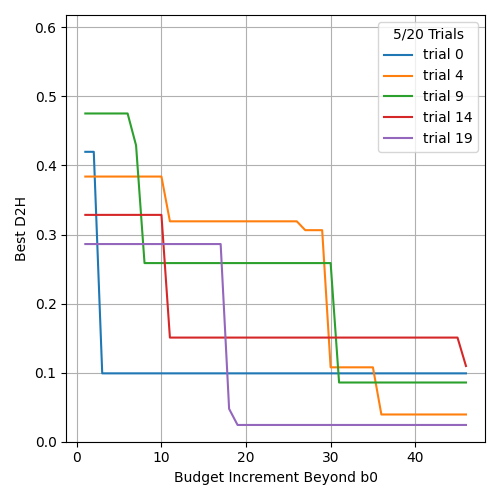 5/20 Trials
trial 0
trial 4
trial 9
trial 14
trial 19
0.6
0.5
0.4
0.3
0.2
0.1
0.0
Best D2H
0 10 20 30 40
Budget Increment Beyond b0